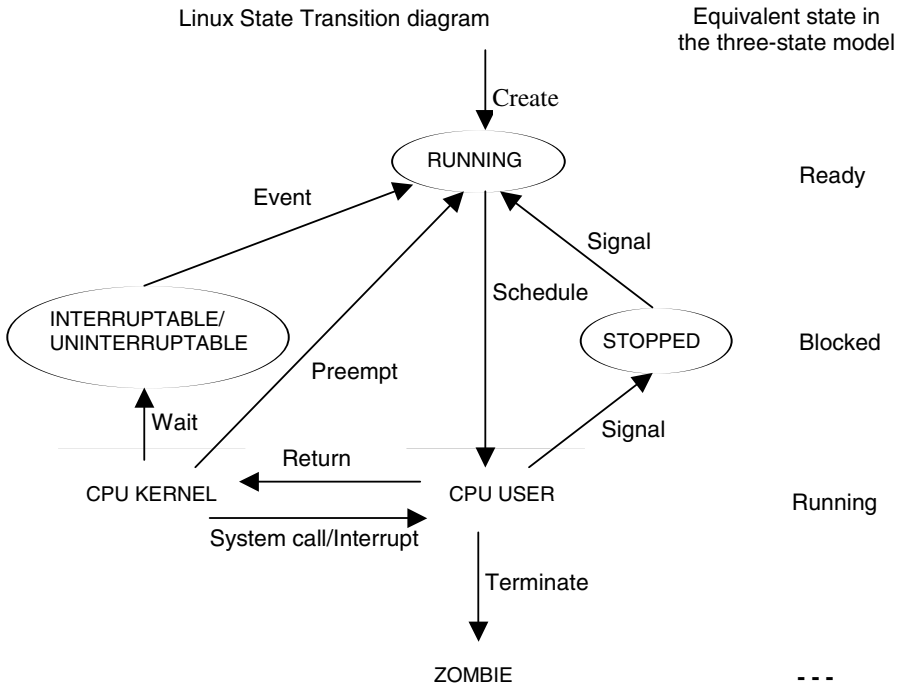 Linux State Transition diagram
Equivalent state in
the three-state model
Create
RUNNING
Ready
Event
Signal
Schedule
INTERRUPTABLE/
UNINTERRUPTABLE
STOPPED
Blocked
Preempt
Wait
Signal
Return
CPU KERNEL
CPU USER
Running
System call/Interrupt
Terminate
ZOMBIE
---